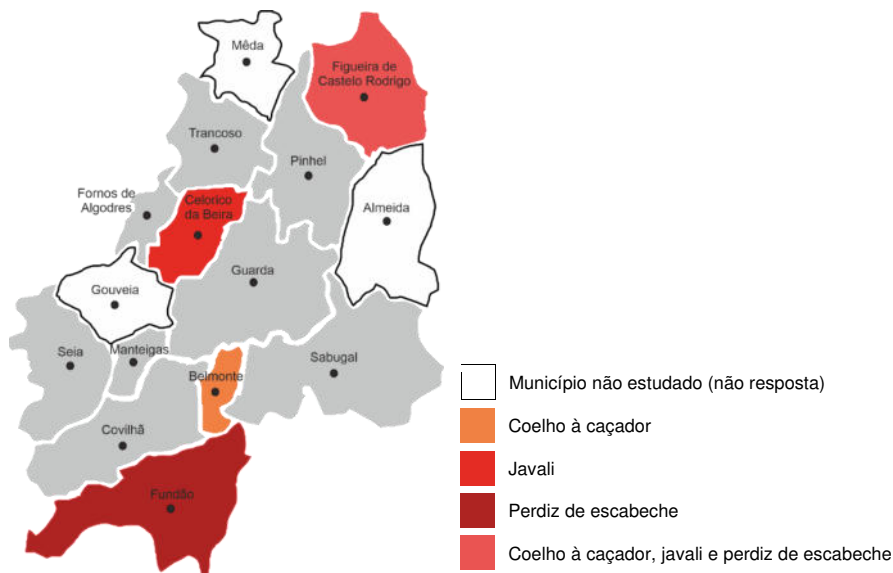 Mêda
Figueira de
Castelo Rodrigo
Trancoso
Pinhel
Fornos de
Algodres
Celorico
da Beira
Almeida
Guarda
Gouveia
Seia
Manteigas
Sabugal
Belmonte
Covilhã
Fundão
Município não estudado (não resposta)
Coelho à caçador
Javali
Perdiz de escabeche
Coelho à caçador, javali e perdiz de escabeche